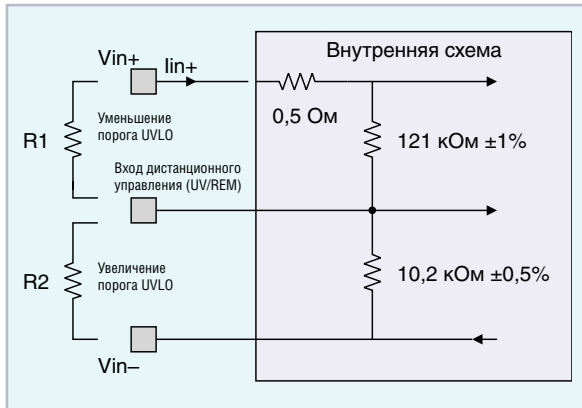 Внутренняя схема
Vin+
Iin+
0,5 Ом
R1
Уменьшение
порога UVLO
121 кОм ±1%
Вход дистанционного
управления (UV/REM)
R2
Увеличение
порога UVLO
10,2 кОм ±0,5%
Vin–